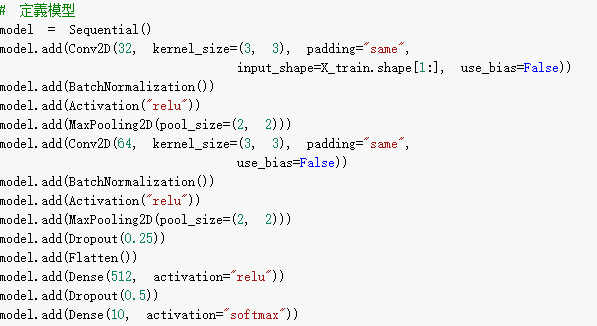 # 定義模型
model = Sequential()
model.add(Conv2D(32, kernel_size=(3, 3), padding="same",
input_shape=X_train.shape[1:], use_bias=False))
model.add(BatchNormalization())
model.add(Activation("relu"))
model.add(MaxPooling2D(pool_size=(2, 2)))
model.add(Conv2D(64, kernel_size=(3, 3), padding="same",
use_bias=False))
model.add(BatchNormalization())
model.add(Activation("relu"))
model.add(MaxPooling2D(pool_size=(2, 2)))
model.add(Dropout(0.25))
model.add(Flatten())
model.add(Dense(512, activation="relu"))
model.add(Dropout(0.5))
model.add(Dense(10, activation="softmax"))